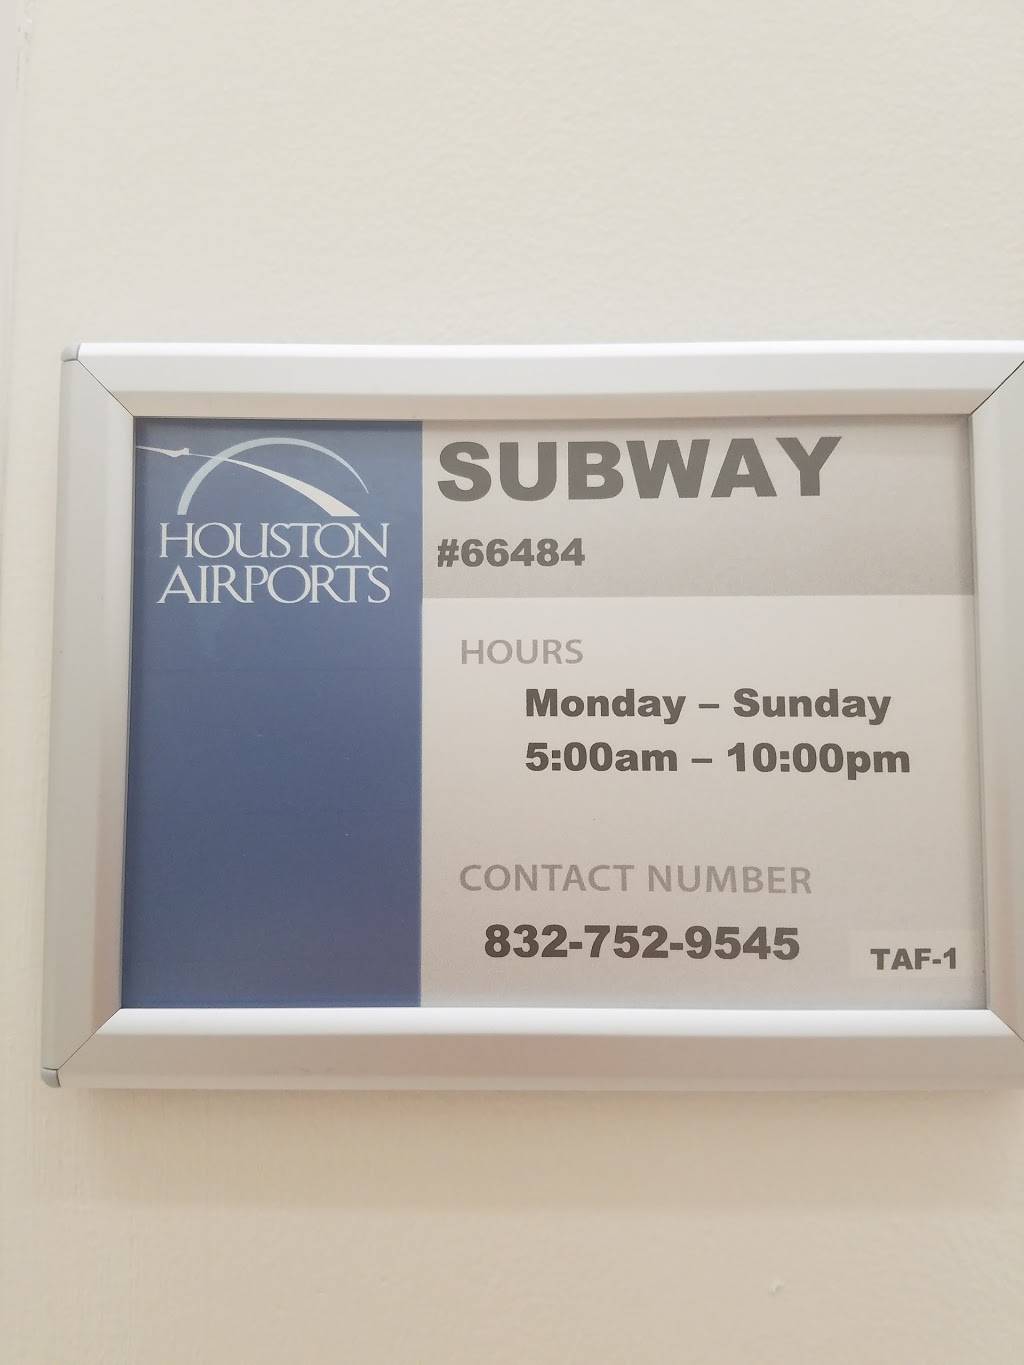 HOUSTON
AIRPORTS
SUBWAY
#66484
HOURS
Monday – Sunday
5:00am – 10:00pm
CONTACT NUMBER
832-752-9545
TAF-1